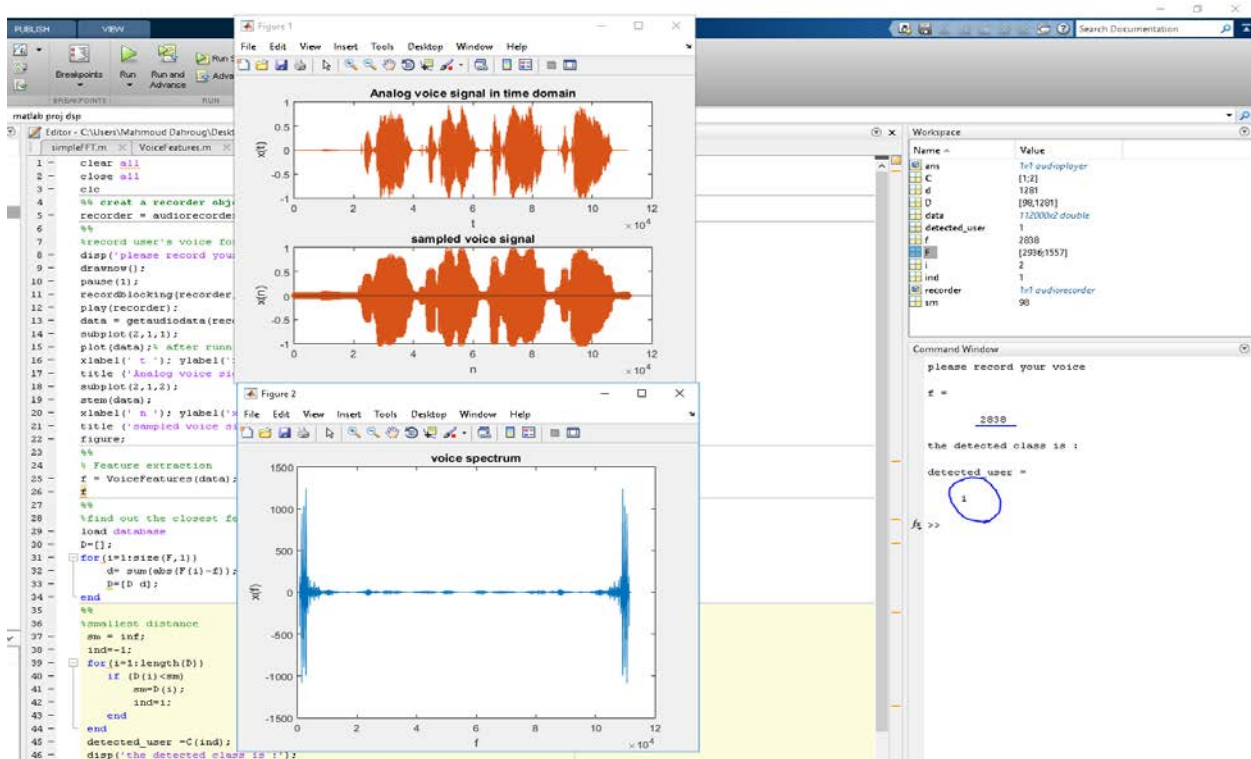 PUBLISH VIEW
Search Documentation
Breakpoints Run Run and Advance
BREAKPOINTS RUN
matlab proj dsp
Editor - C:\Users\Mahmoud Dahroug\Deskt
simpleFFT.m VoiceFeatures.m
1 - clear all
2 - close all
3 - clc
4 %% creat a recorder obje
5 - recorder = audiorecorder
6 %%
7 %record user's voice for
8 - disp('please record you
9 - drawnow();
10 - pause(1);
11 - recordblocking(recorder,
12 - play(recorder);
13 - data = getaudiodata(reco
14 - subplot(2,1,1);
15 - plot(data);% after runn
16 - xlabel(' t '); ylabel('
17 - title ('Analog voice si
18 - subplot(2,1,2);
19 - stem(data);
20 - xlabel(' n '); ylabel('x
21 - title ('sampled voice si
22 - figure;
23 %%
24 % Feature extraction
25 - f = VoiceFeatures(data);
26 - f
27 %%
28 %find out the closest fe
29 - load database
30 - D=[];
31 - for(i=1:size(F,1))
32 - d= sum(abs(F(i)-f));
33 - D=[D d];
34 - end
35 %%
36 %smallest distance
37 - sm = inf;
38 - ind=-1;
39 - for(i=1:length(D))
40 - if (D(i)<sm)
41 - sm=D(i);
42 - ind=i;
43 - end
44 - end
45 - detected_user =C(ind);
46 - disp('the detected class is :');
Figure 1
File Edit View Insert Tools Desktop Window Help
Analog voice signal in time domain
x(t)
1
0.5
0
-0.5
-1
0 2 4 6 8 10 12
t
× 10^4
sampled voice signal
x(n)
1
0.5
0
-0.5
-1
0 2 4 6 8 10 12
n
× 10^4
Figure 2
File Edit View Insert Tools Desktop Window Help
voice spectrum
x(f)
1500
1000
500
0
-500
-1000
-1500
0 2 4 6 8 10 12
f
× 10^4
Workspace
Name Value
ans 1x1 audioplayer
C [1;2]
d 1281
D [98,1281]
data 112000x2 double
detected_user 1
f 2838
F [2936;1557]
i 2
ind 1
recorder 1x1 audiorecorder
sm 98
Command Window
please record your voice
f =
2838
the detected class is :
detected_user =
1
fx >>